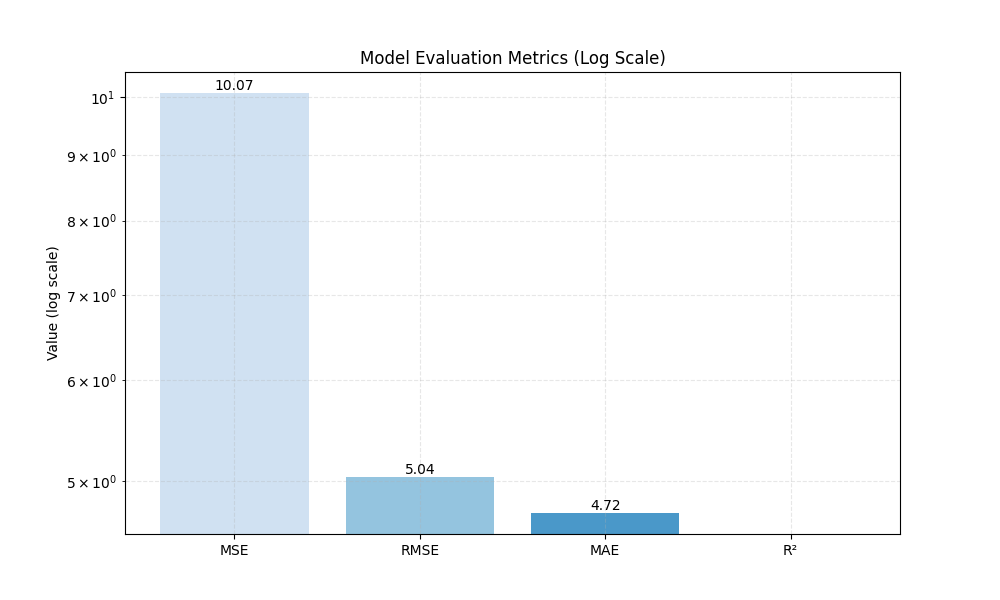 Model Evaluation Metrics (Log Scale)
10.07
10¹
9 × 10⁰
8 × 10⁰
7 × 10⁰
Value (log scale)
6 × 10⁰
5.04
5 × 10⁰
4.72
MSE RMSE MAE R²